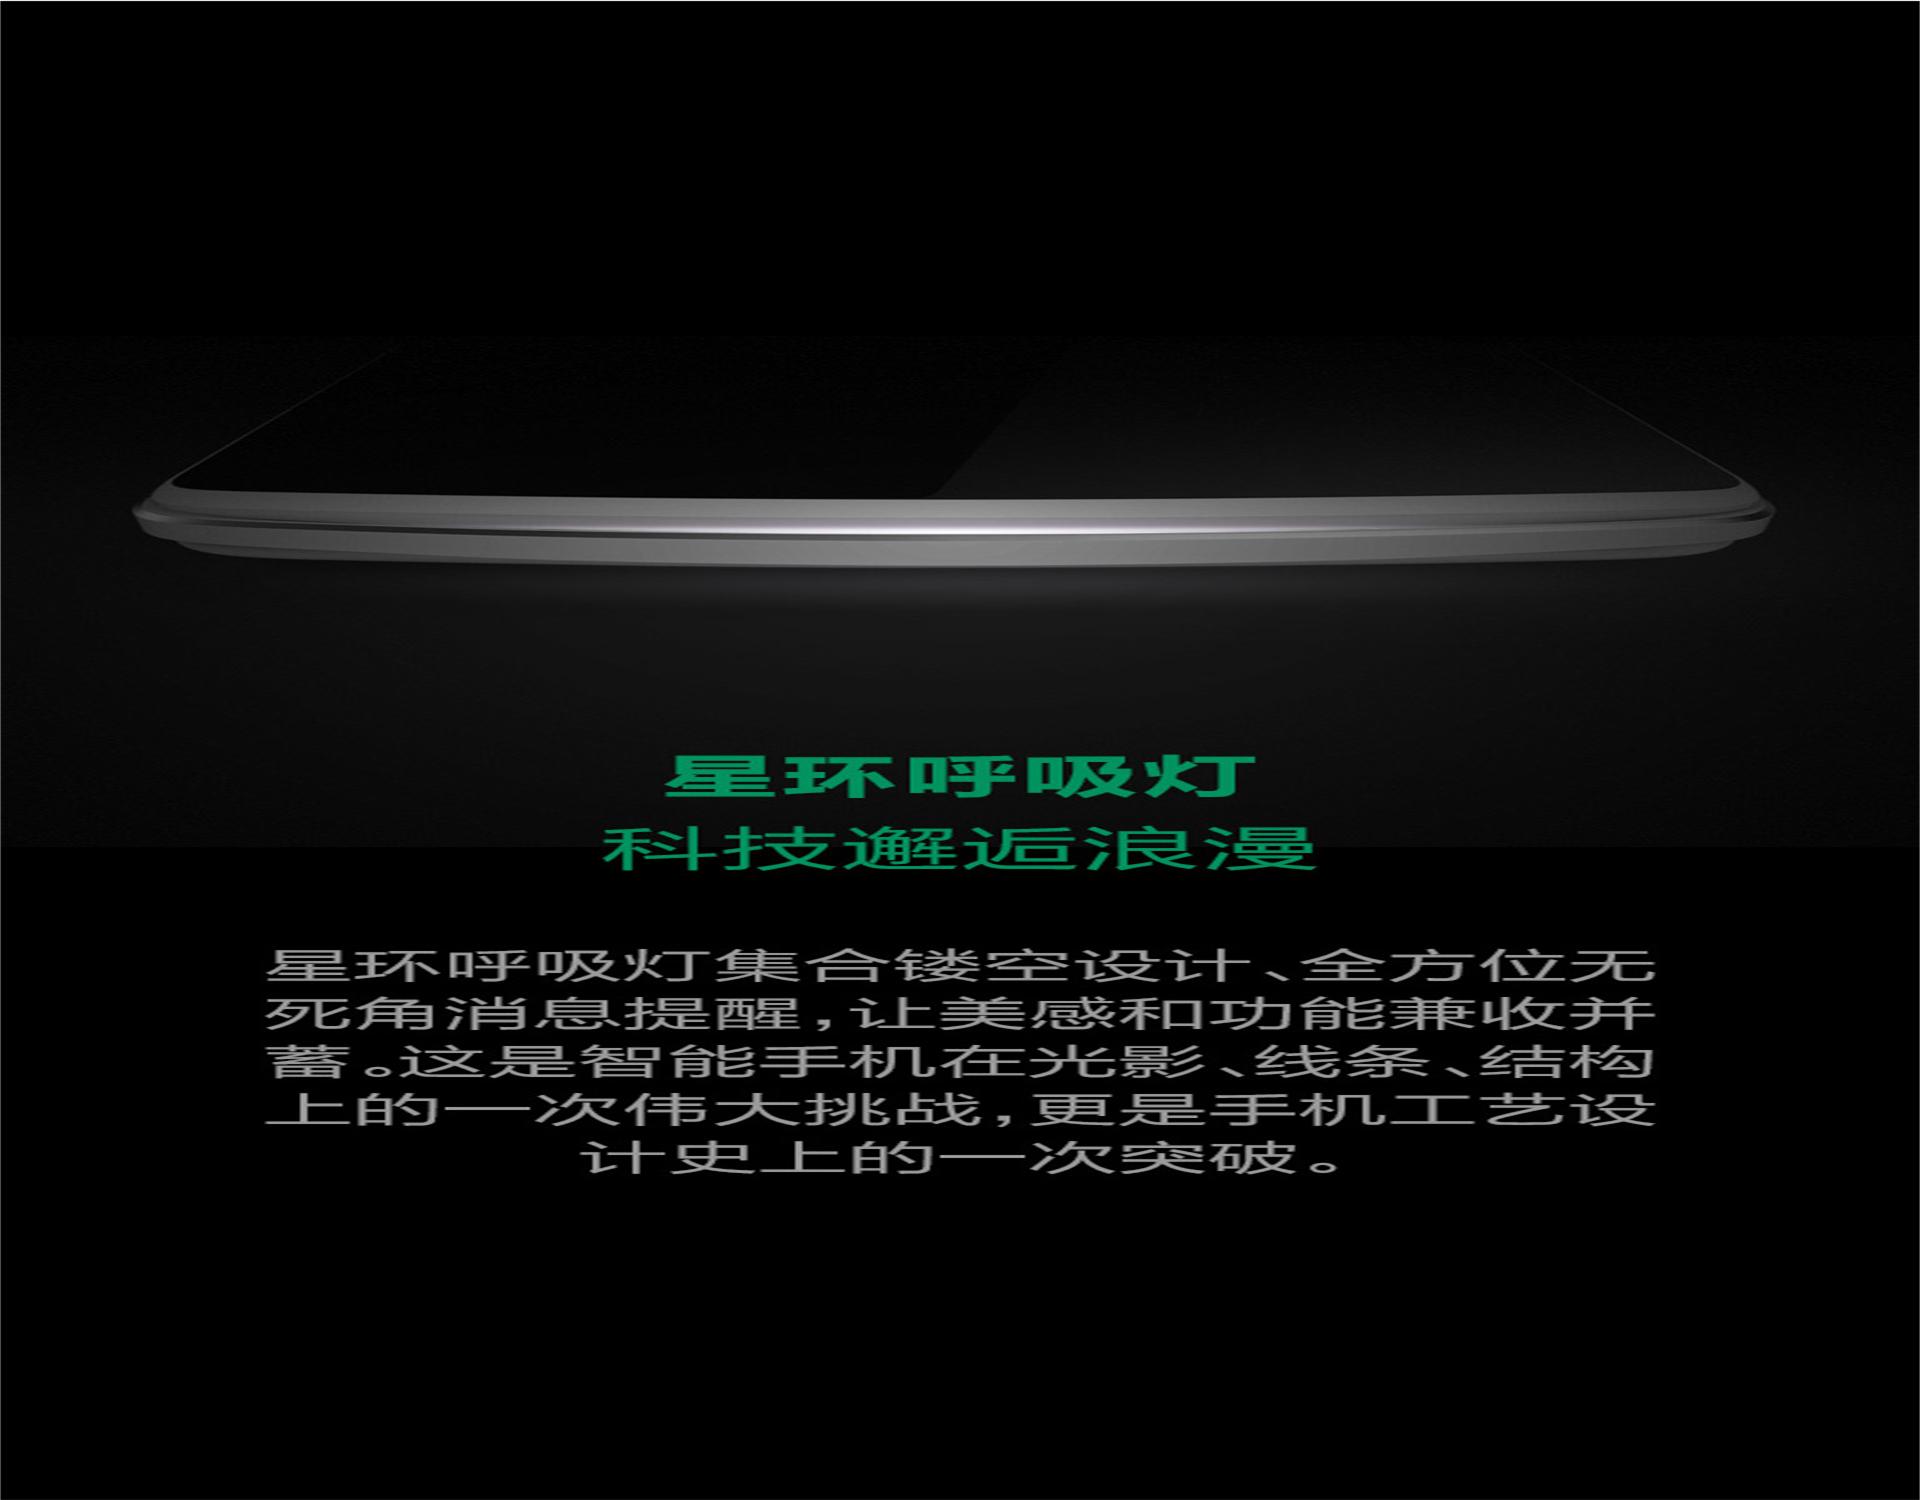 星环呼吸灯
科技邂逅浪漫
星环呼吸灯集合镂空设计、全方位无
死角消息提醒，让美感和功能兼收并
蓄。这是智能手机在光影、线条、结构
上的一次伟大挑战，更是手机工艺设
计史上的一次突破。